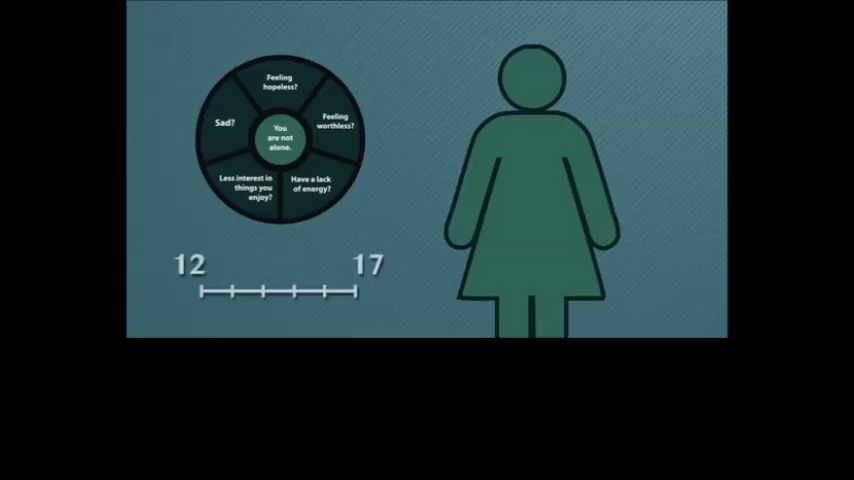 Feeling
hopeless?
Sad?
Feeling
worthless?
You
are not
alone.
Less interest in
things you
enjoy?
Have a lack
of energy?
12
17